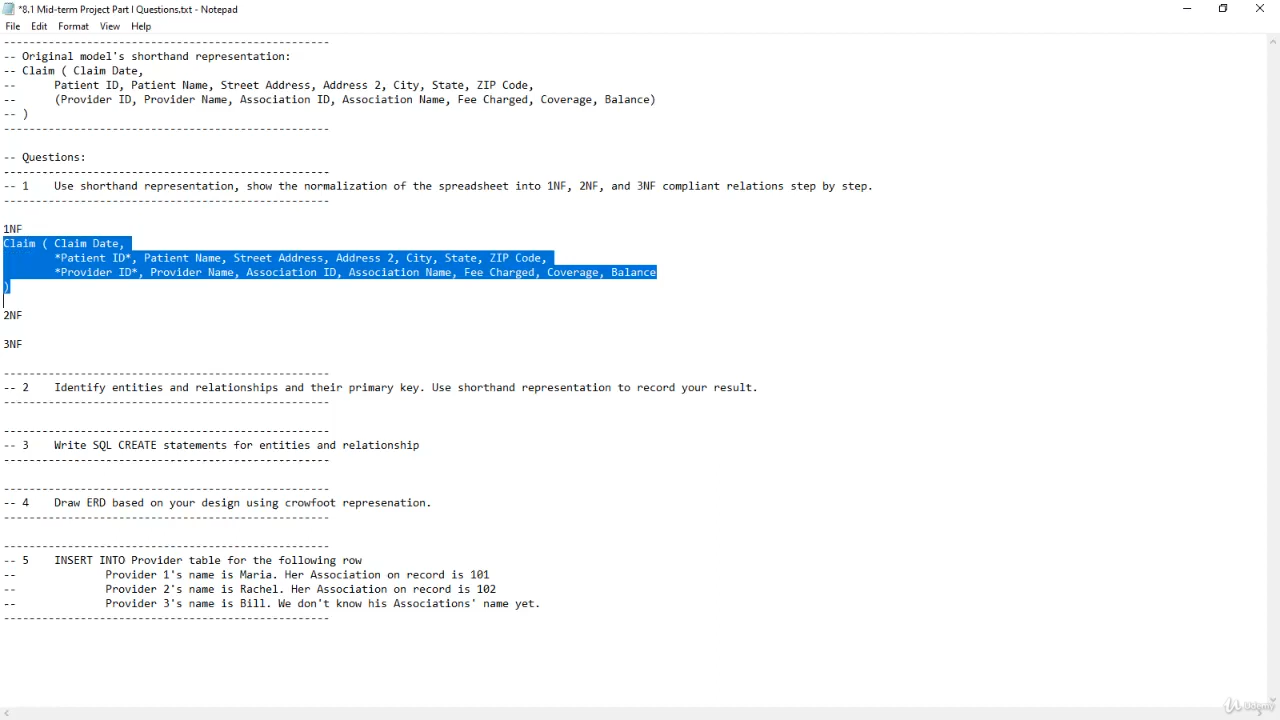 *8.1 Mid-term Project Part I Questions.txt - Notepad
File Edit Format View Help
---------------------------------------------------
-- Original model's shorthand representation:
-- Claim ( Claim Date,
--      Patient ID, Patient Name, Street Address, Address 2, City, State, ZIP Code,
--      (Provider ID, Provider Name, Association ID, Association Name, Fee Charged, Coverage, Balance)
-- )
---------------------------------------------------
-- Questions:
---------------------------------------------------
-- 1    Use shorthand representation, show the normalization of the spreadsheet into 1NF, 2NF, and 3NF compliant relations step by step.
---------------------------------------------------
1NF
Claim ( Claim Date,
        *Patient ID*, Patient Name, Street Address, Address 2, City, State, ZIP Code,
        *Provider ID*, Provider Name, Association ID, Association Name, Fee Charged, Coverage, Balance
)
2NF
3NF
---------------------------------------------------
-- 2    Identify entities and relationships and their primary key. Use shorthand representation to record your result.
---------------------------------------------------
---------------------------------------------------
-- 3    Write SQL CREATE statements for entities and relationship
---------------------------------------------------
---------------------------------------------------
-- 4    Draw ERD based on your design using crowfoot represenation.
---------------------------------------------------
---------------------------------------------------
-- 5    INSERT INTO Provider table for the following row
--              Provider 1's name is Maria. Her Association on record is 101
--              Provider 2's name is Rachel. Her Association on record is 102
--              Provider 3's name is Bill. We don't know his Associations' name yet.
---------------------------------------------------
Udemy